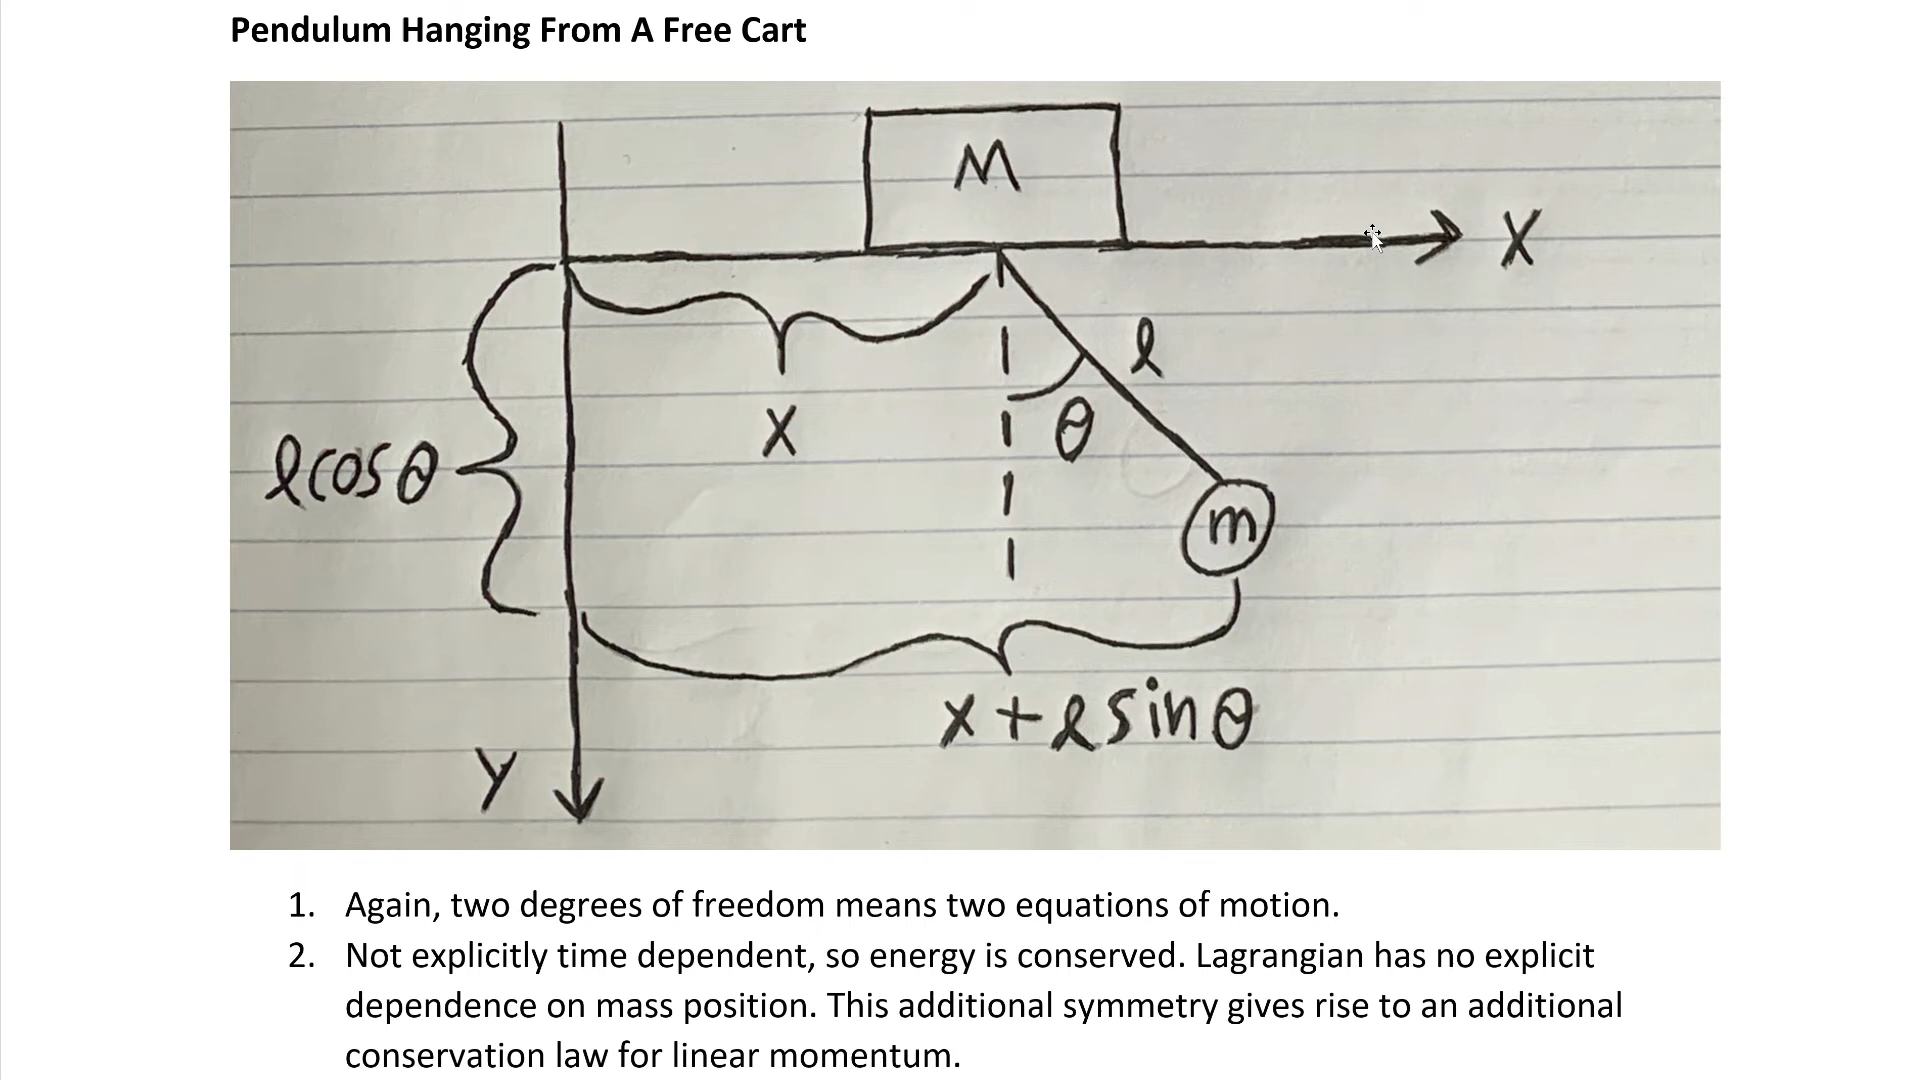 Pendulum Hanging From A Free Cart
M
X
l
θ
x
lcosθ
m
x+lsinθ
y
1. Again, two degrees of freedom means two equations of motion.
2. Not explicitly time dependent, so energy is conserved. Lagrangian has no explicit
dependence on mass position. This additional symmetry gives rise to an additional
conservation law for linear momentum.